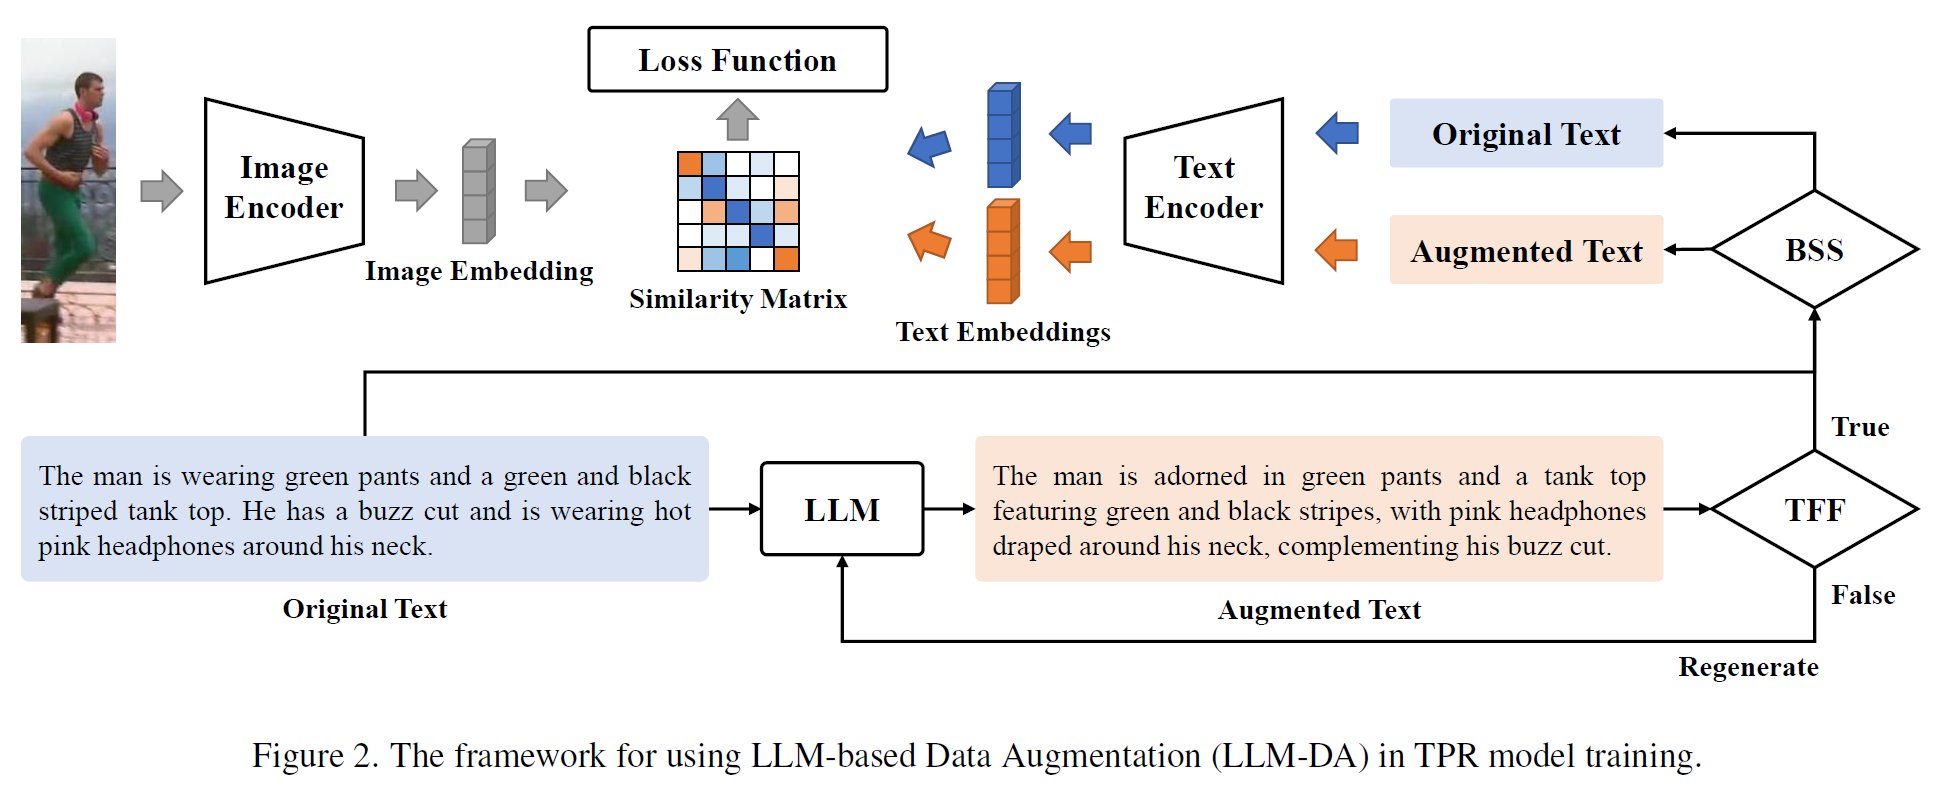 Loss Function
Image
Encoder
Image Embedding
Similarity Matrix
Text Embeddings
Text
Encoder
Original Text
Augmented Text
BSS
The man is wearing green pants and a green and black
striped tank top. He has a buzz cut and is wearing hot
pink headphones around his neck.
Original Text
LLM
The man is adorned in green pants and a tank top
featuring green and black stripes, with pink headphones
draped around his neck, complementing his buzz cut.
Augmented Text
TFF
True
False
Regenerate
Figure 2. The framework for using LLM-based Data Augmentation (LLM-DA) in TPR model training.